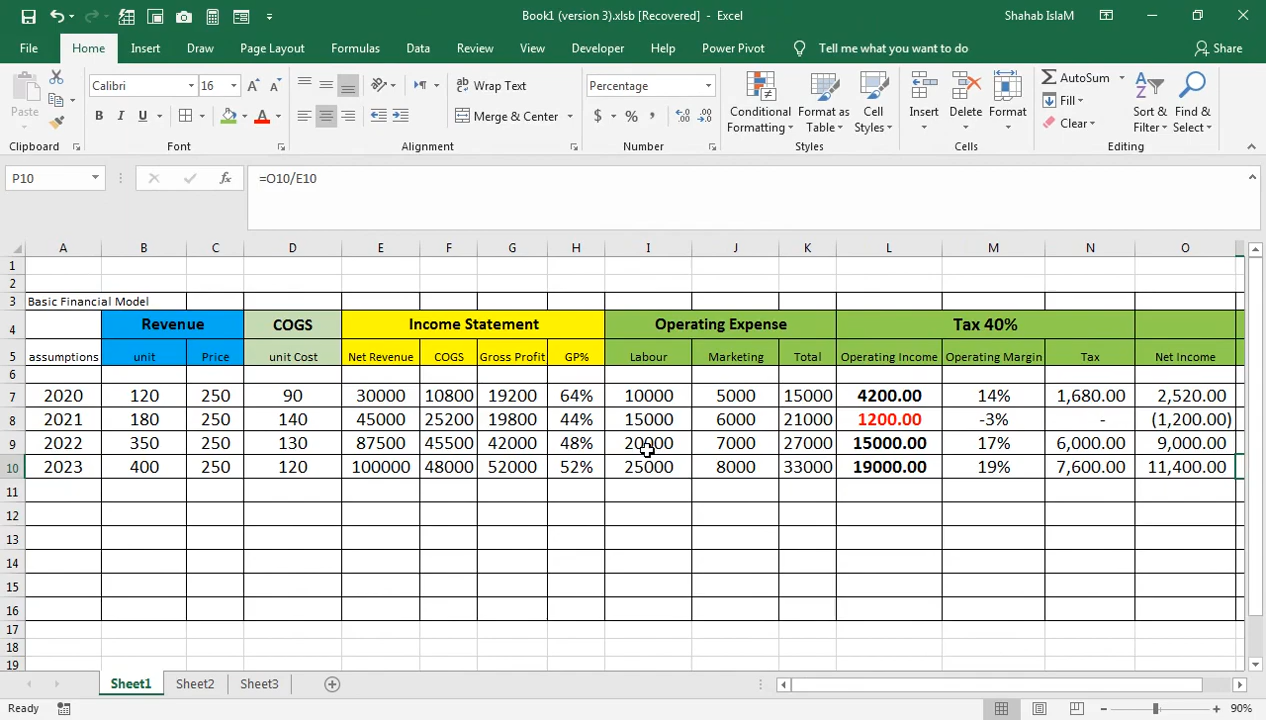 Book1 (version 3).xlsb [Recovered] - Excel
Shahab IslaM
File Home Insert Draw Page Layout Formulas Data Review View Developer Help Power Pivot Tell me what you want to do Share
Paste
Calibri 16
Wrap Text
Percentage
Conditional Formatting
Format as Table
Cell Styles
Insert
Delete
Format
AutoSum
B I U
Merge & Center
$ % ,
Fill
Clear
Sort & Filter
Find & Select
Clipboard Font Alignment Number Styles Cells Editing
P10 fx =O10/E10
A B C D E F G H I J K L M N O
1
2
3 Basic Financial Model
4 Revenue COGS Income Statement Operating Expense Tax 40%
5 assumptions unit Price unit Cost Net Revenue COGS Gross Profit GP% Labour Marketing Total Operating Income Operating Margin Tax Net Income
6
7 2020 120 250 90 30000 10800 19200 64% 10000 5000 15000 4200.00 14% 1,680.00 2,520.00
8 2021 180 250 140 45000 25200 19800 44% 15000 6000 21000 1200.00 -3% - (1,200.00)
9 2022 350 250 130 87500 45500 42000 48% 20000 7000 27000 15000.00 17% 6,000.00 9,000.00
10 2023 400 250 120 100000 48000 52000 52% 25000 8000 33000 19000.00 19% 7,600.00 11,400.00
11
12
13
14
15
16
17
18
19
Sheet1 Sheet2 Sheet3
Ready 90%